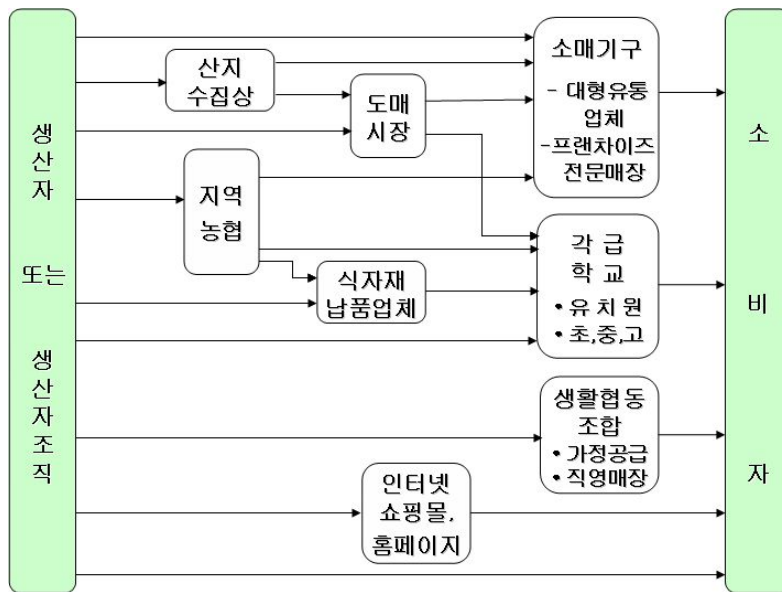 생
산
자
또는
생
산
자
조
직
산지
수집상
도매
시장
지역
농협
식자재
납품업체
인터넷
쇼핑몰,
홈페이지
소매기구
- 대형유통
업체
-프랜차이즈
전문매장
각 급
학 교
• 유 치 원
• 초,중,고
생활협동
조합
• 가정공급
• 직영매장
소
비
자